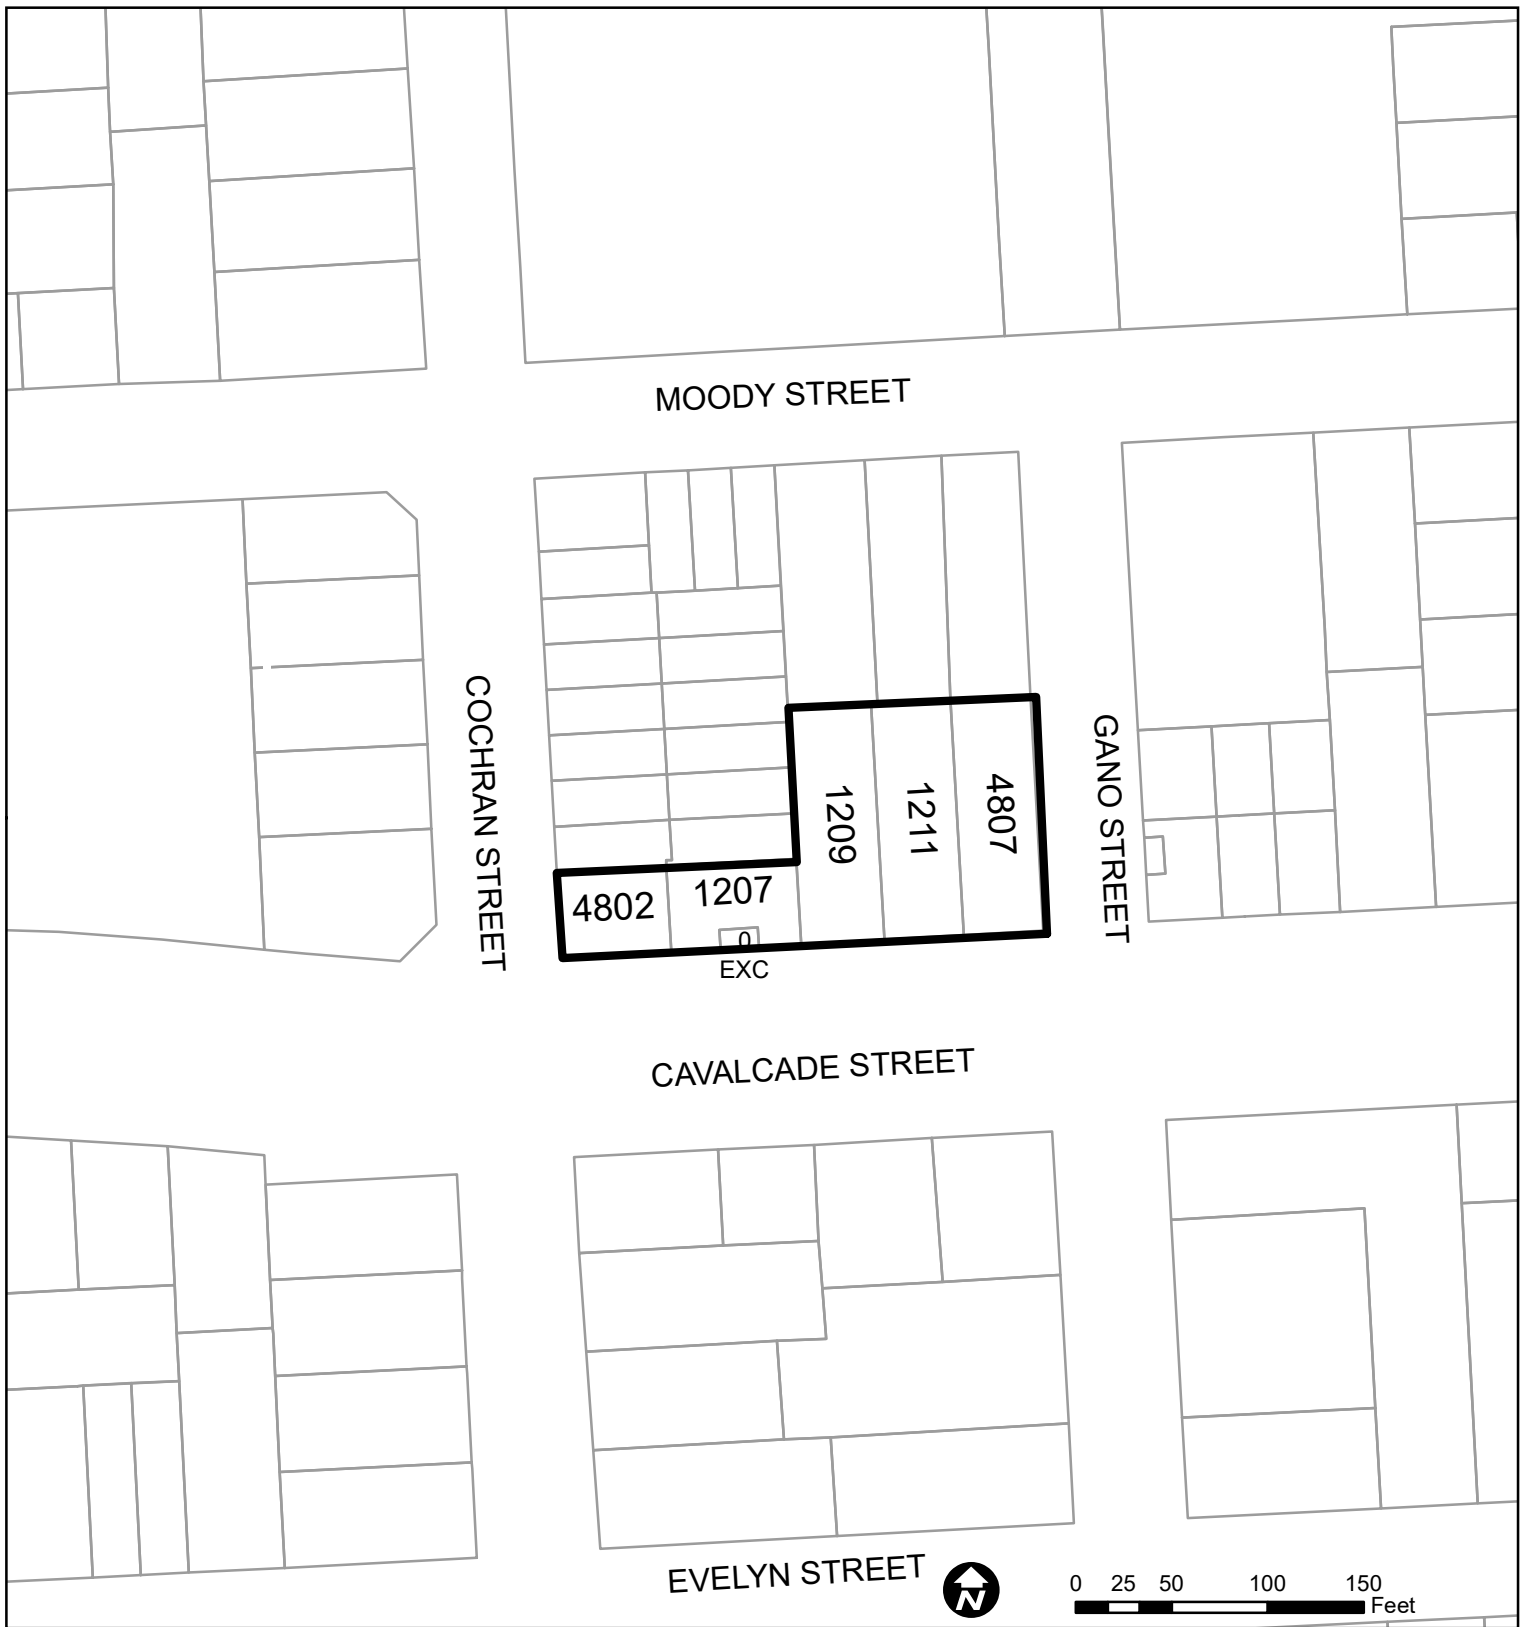 MOODY STREET
COCHRAN STREET
GANO STREET
1209
1211
4807
4802
1207
0
EXC
CAVALCADE STREET
EVELYN STREET
N
0 25 50 100 150
Feet